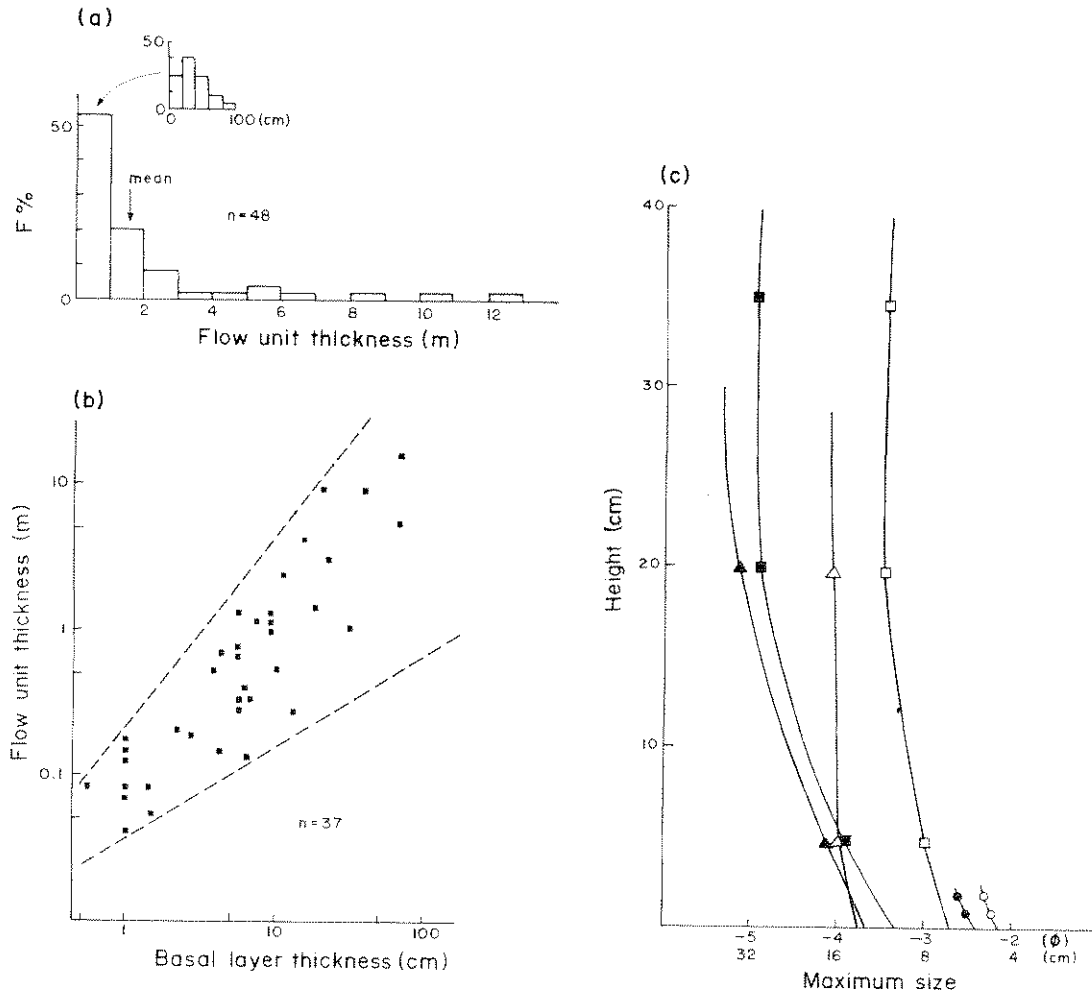 (a)
50
0
0 100 (cm)
50
0
F %
mean
n=48
2 4 6 8 10 12
Flow unit thickness (m)
(b)
10
1
0.1
Flow unit thickness (m)
n=37
1 10 100
Basal layer thickness (cm)
(c)
40
30
20
10
Height (cm)
-5 -4 -3 -2 (ϕ)
32 16 8 4 (cm)
Maximum size